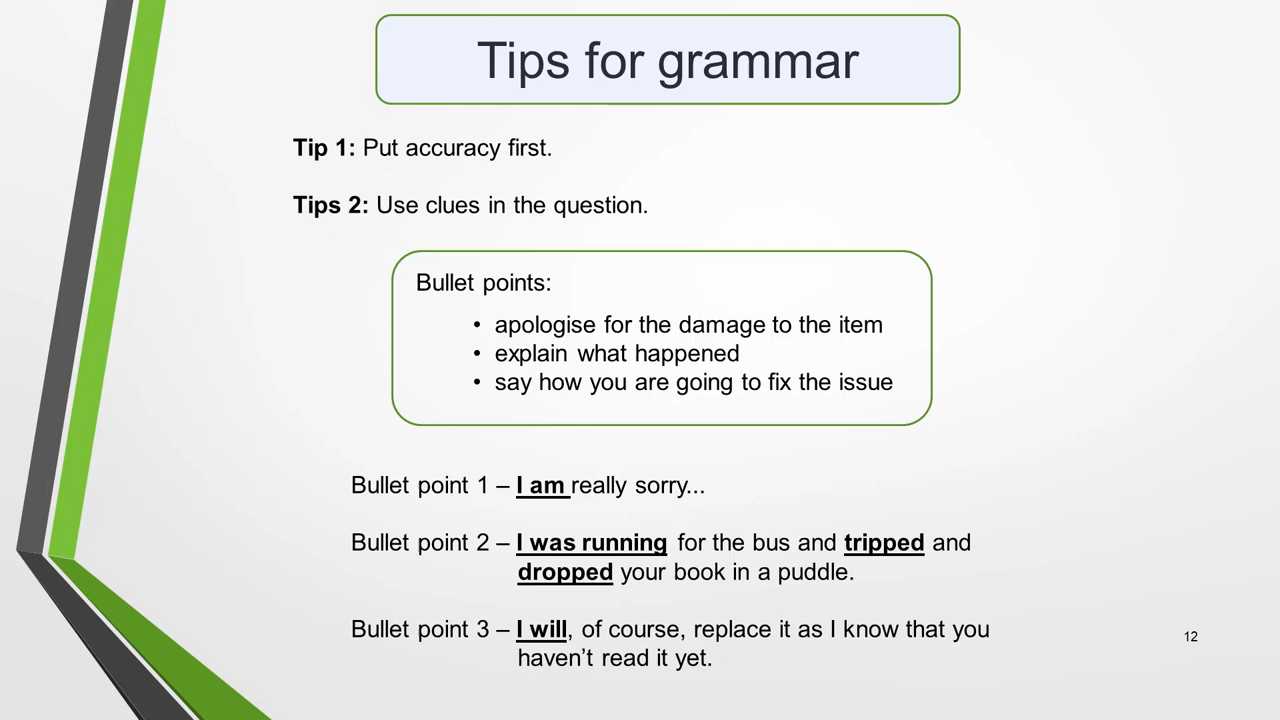 Tips for grammar
Tip 1: Put accuracy first.
Tips 2: Use clues in the question.
Bullet points:
• apologise for the damage to the item
• explain what happened
• say how you are going to fix the issue
Bullet point 1 – I am really sorry...
Bullet point 2 – I was running for the bus and tripped and
dropped your book in a puddle.
Bullet point 3 – I will, of course, replace it as I know that you
haven’t read it yet.
12